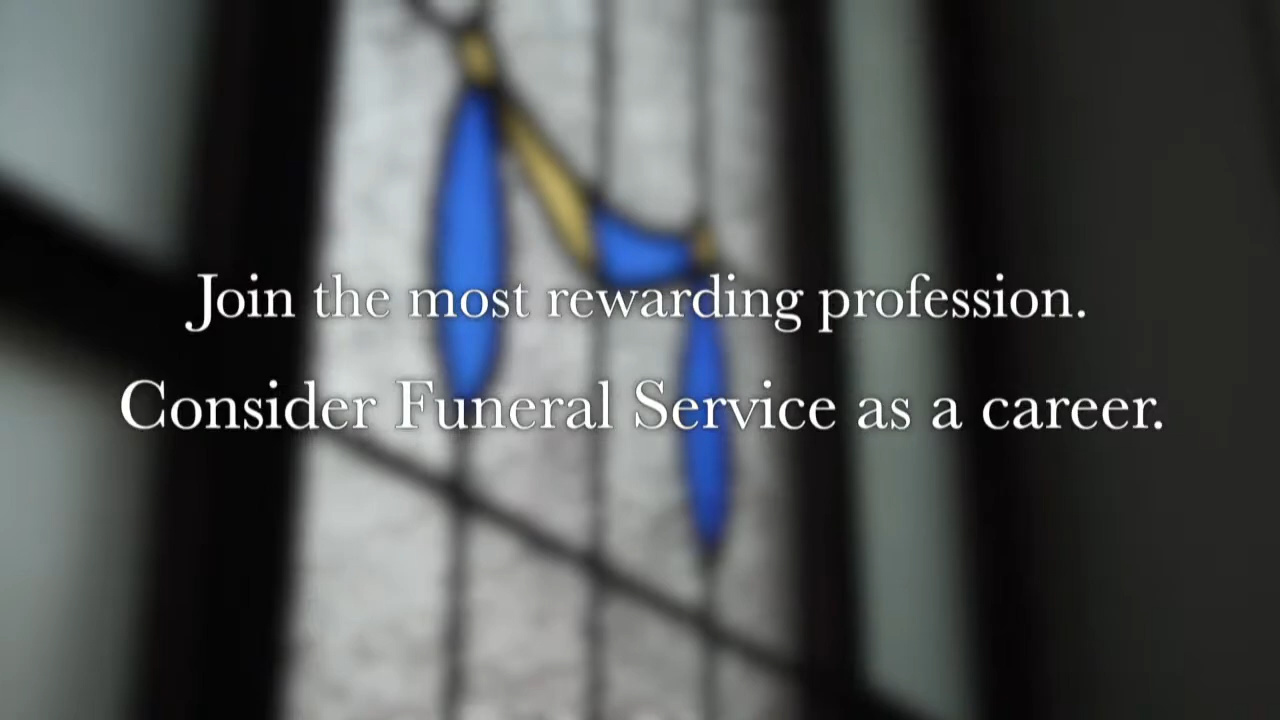 Join the most rewarding profession.
Consider Funeral Service as a career.